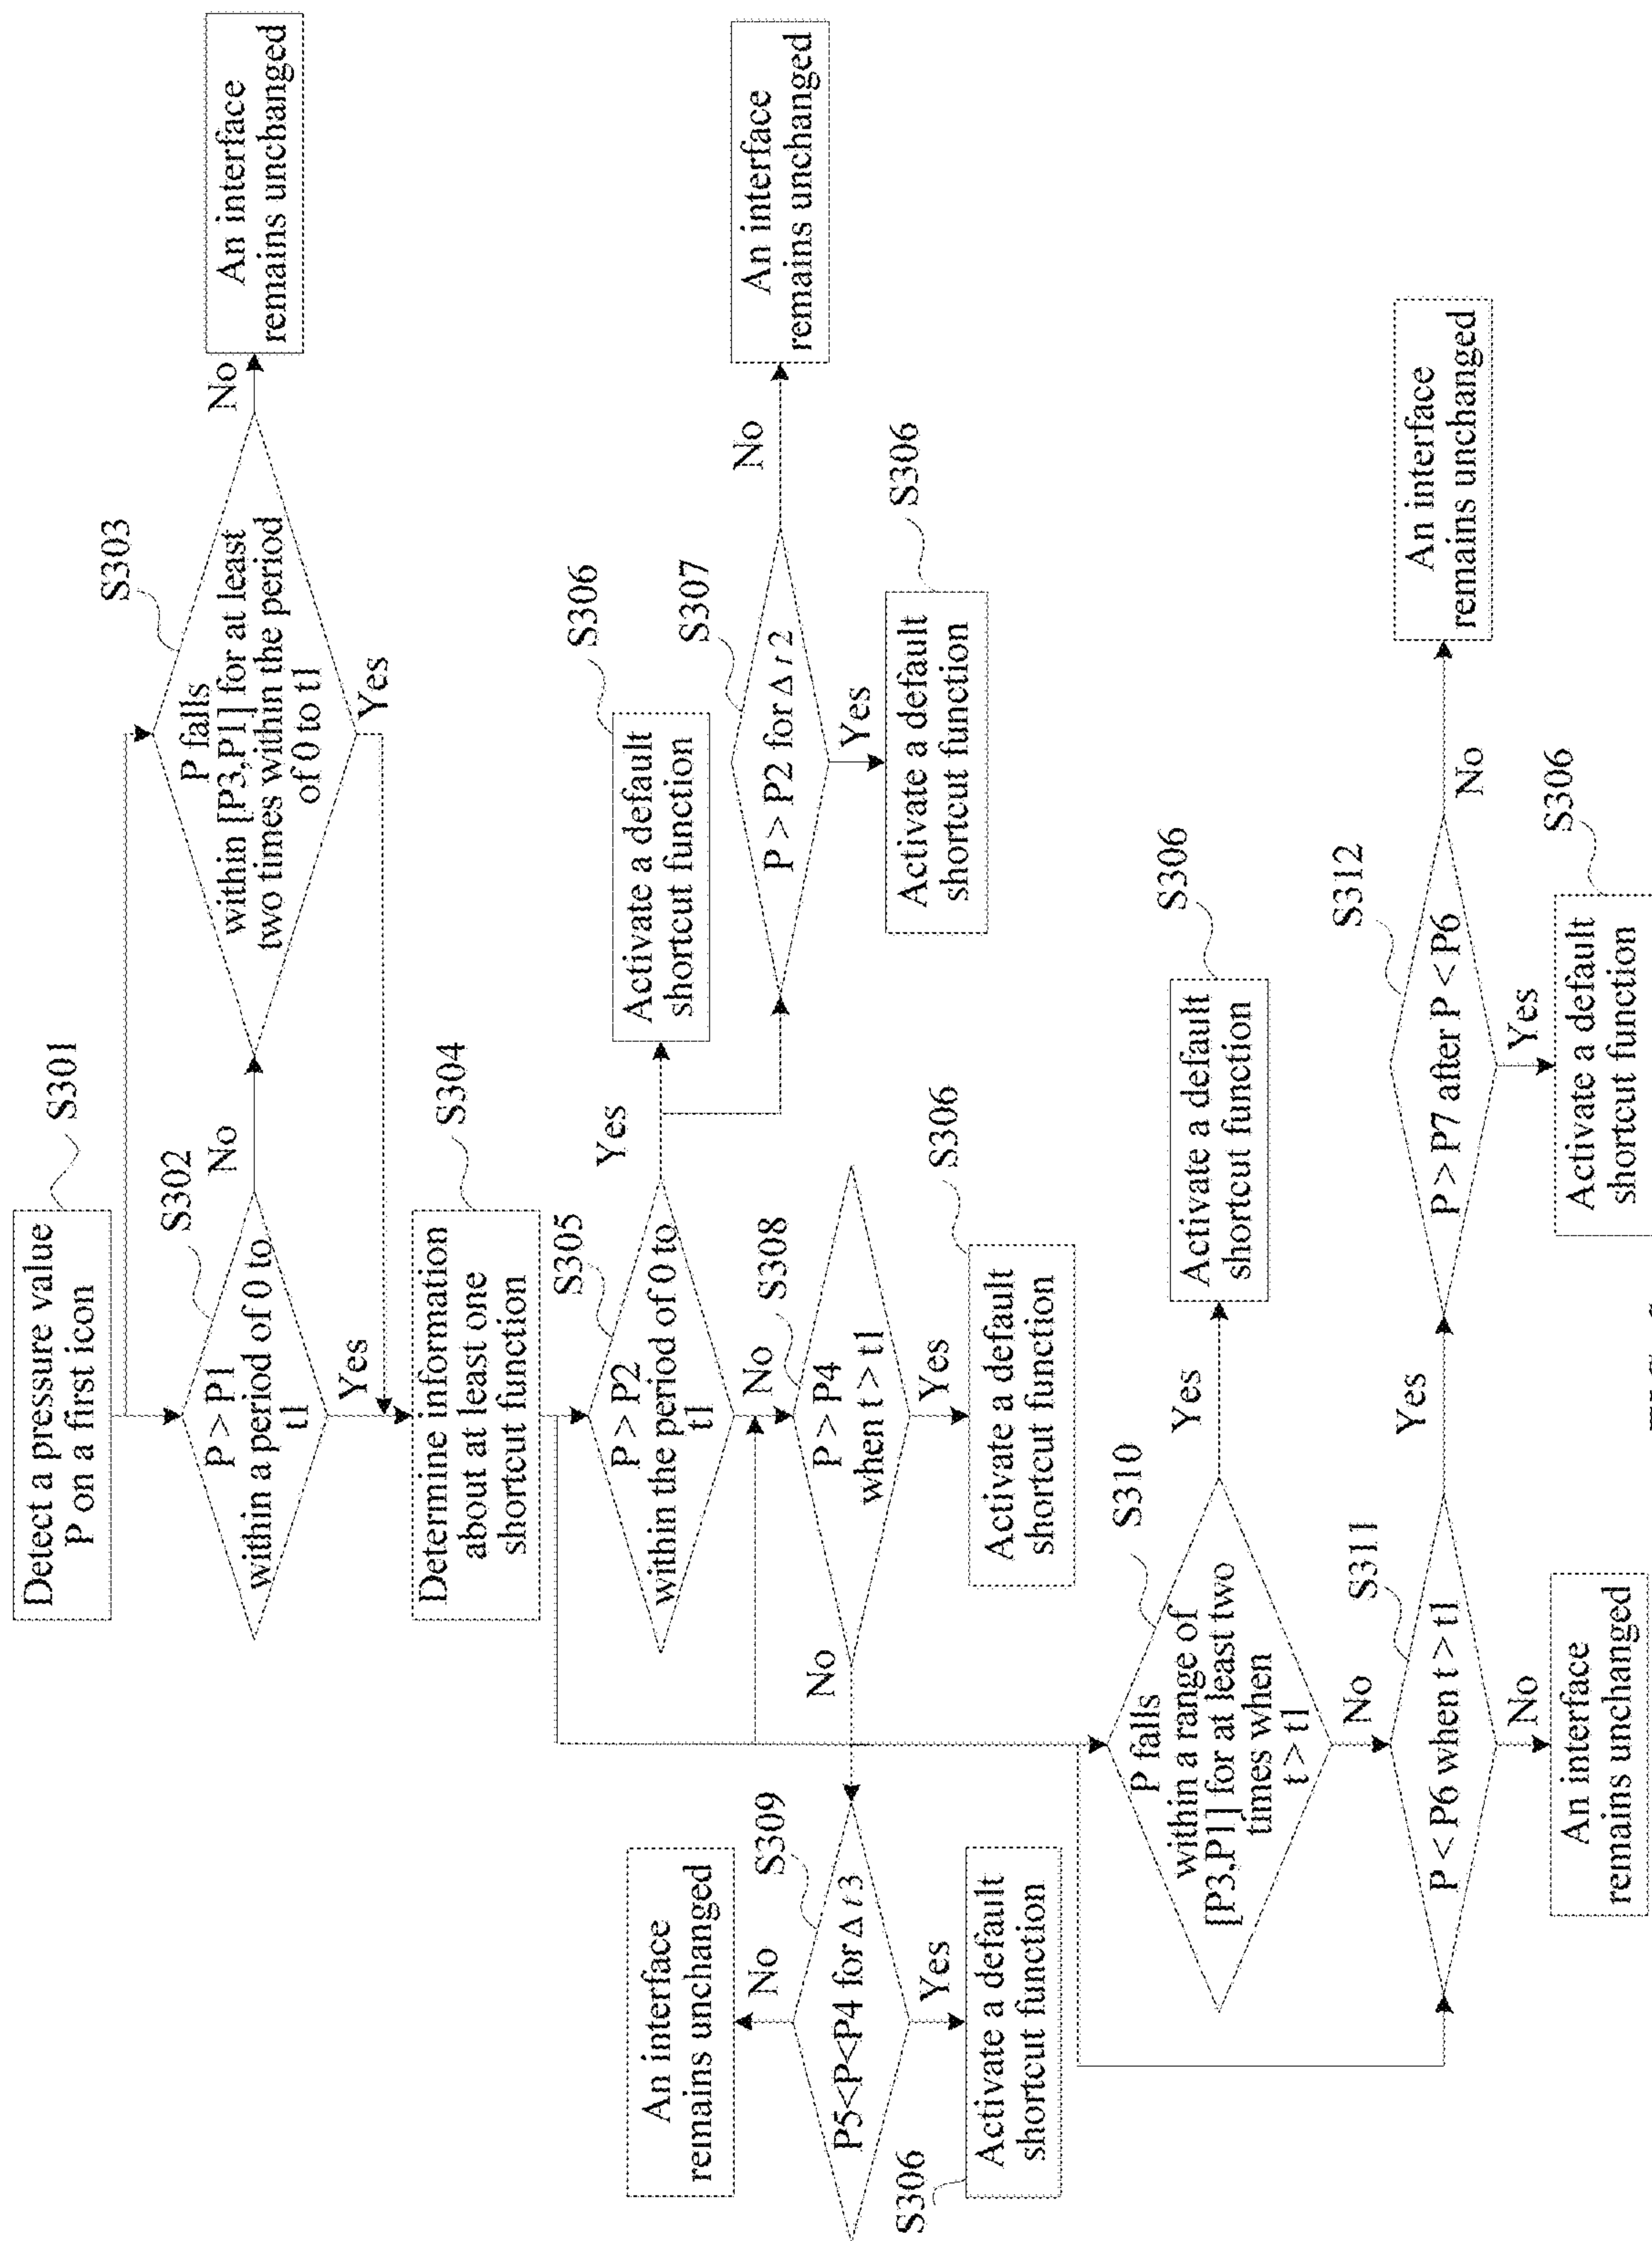 Detect a pressure value
P on a first icon
S301
P > P1
within a period of 0 to
t1
S302
No
Yes
P falls
within [P3,P1] for at least
two times within the period
of 0 to t1
S303
No
Yes
An interface
remains unchanged
Determine information
about at least one
shortcut function
S304
P > P2
within the period of 0 to
t1
S305
Yes
No
Activate a default
shortcut function
S306
P > P2 for Δ t 2
S307
No
Yes
An interface
remains unchanged
Activate a default
shortcut function
S306
P > P4
when t > t1
S308
No
Yes
Activate a default
shortcut function
S306
P5<P<P4 for Δ t 3
S309
No
Yes
An interface
remains unchanged
Activate a default
shortcut function
S306
P falls
within a range of
[P3,P1] for at least two
times when
t > t1
S310
Yes
No
Activate a default
shortcut function
S306
P < P6 when t > t1
S311
Yes
No
An interface
remains unchanged
P > P7 after P < P6
S312
No
Yes
An interface
remains unchanged
Activate a default
shortcut function
S306